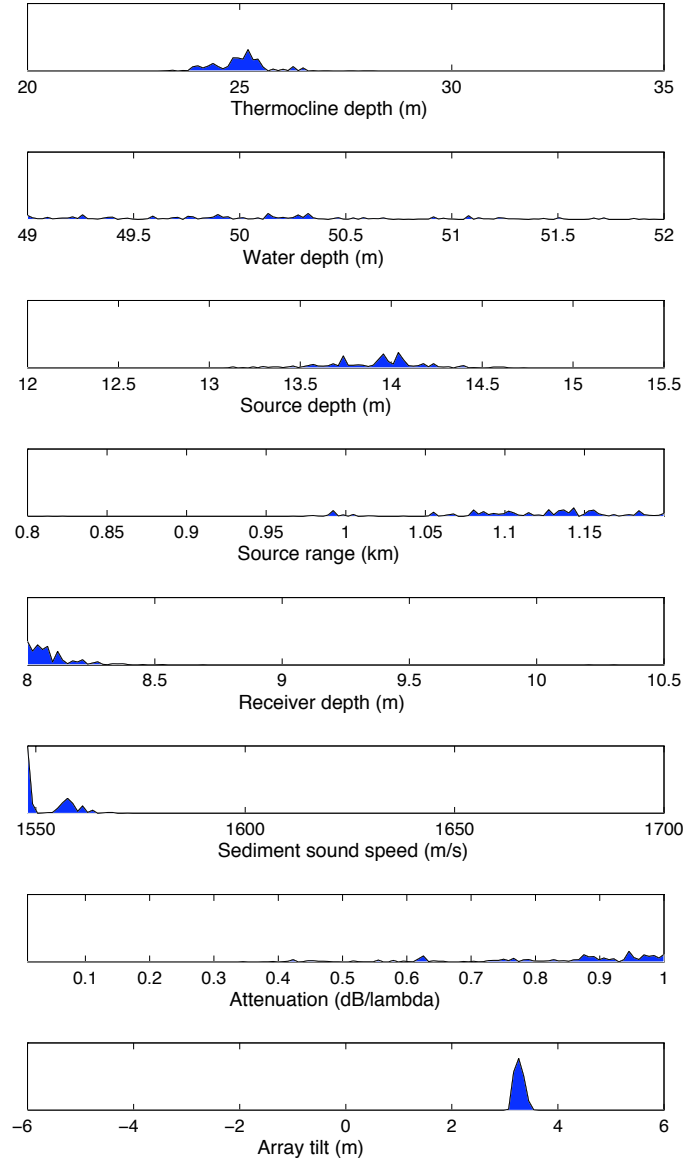 20 25 30 35
Thermocline depth (m)
49 49.5 50 50.5 51 51.5 52
Water depth (m)
12 12.5 13 13.5 14 14.5 15 15.5
Source depth (m)
0.8 0.85 0.9 0.95 1 1.05 1.1 1.15
Source range (km)
8 8.5 9 9.5 10 10.5
Receiver depth (m)
1550 1600 1650 1700
Sediment sound speed (m/s)
0.1 0.2 0.3 0.4 0.5 0.6 0.7 0.8 0.9 1
Attenuation (dB/lambda)
−6 −4 −2 0 2 4 6
Array tilt (m)